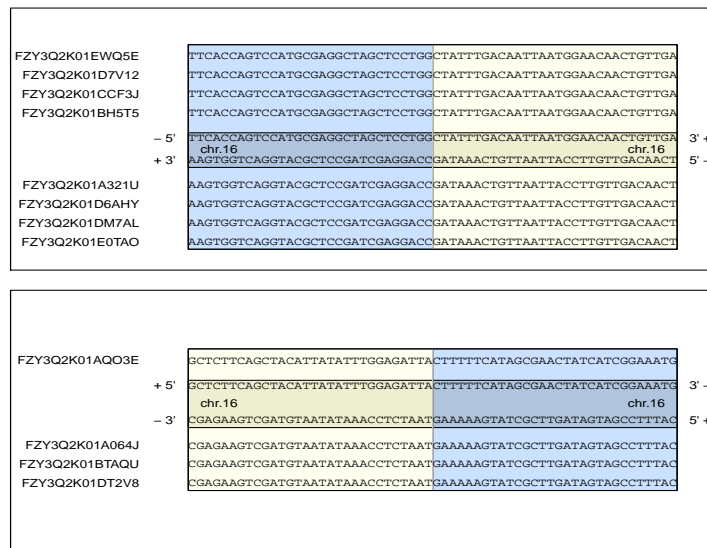 FZY3Q2K01EWQ5E TTCACCAGTCCATGCGAGGCTAGCTCCTGGCTATTTGACAATTAATGGAACAACTGTTGA
FZY3Q2K01D7V12 TTCACCAGTCCATGCGAGGCTAGCTCCTGGCTATTTGACAATTAATGGAACAACTGTTGA
FZY3Q2K01CCF3J TTCACCAGTCCATGCGAGGCTAGCTCCTGGCTATTTGACAATTAATGGAACAACTGTTGA
FZY3Q2K01BH5T5 TTCACCAGTCCATGCGAGGCTAGCTCCTGGCTATTTGACAATTAATGGAACAACTGTTGA
− 5' TTCACCAGTCCATGCGAGGCTAGCTCCTGGCTATTTGACAATTAATGGAACAACTGTTGA 3' +
chr.16 chr.16
+ 3' AAGTGGTCAGGTACGCTCCGATCGAGGACCGATAAACTGTTAATTACCTTGTTGACAACT 5' −
FZY3Q2K01A321U AAGTGGTCAGGTACGCTCCGATCGAGGACCGATAAACTGTTAATTACCTTGTTGACAACT
FZY3Q2K01D6AHY AAGTGGTCAGGTACGCTCCGATCGAGGACCGATAAACTGTTAATTACCTTGTTGACAACT
FZY3Q2K01DM7AL AAGTGGTCAGGTACGCTCCGATCGAGGACCGATAAACTGTTAATTACCTTGTTGACAACT
FZY3Q2K01E0TAO AAGTGGTCAGGTACGCTCCGATCGAGGACCGATAAACTGTTAATTACCTTGTTGACAACT
FZY3Q2K01AQO3E GCTCTTCAGCTACATTATATTTGGAGATTACTTTTTCATAGCGAACTATCATCGGAAATG
+ 5' GCTCTTCAGCTACATTATATTTGGAGATTACTTTTTCATAGCGAACTATCATCGGAAATG 3' −
chr.16 chr.16
− 3' CGAGAAGTCGATGTAATATAAACCTCTAATGAAAAAGTATCGCTTGATAGTAGCCTTTAC 5' +
FZY3Q2K01A064J CGAGAAGTCGATGTAATATAAACCTCTAATGAAAAAGTATCGCTTGATAGTAGCCTTTAC
FZY3Q2K01BTAQU CGAGAAGTCGATGTAATATAAACCTCTAATGAAAAAGTATCGCTTGATAGTAGCCTTTAC
FZY3Q2K01DT2V8 CGAGAAGTCGATGTAATATAAACCTCTAATGAAAAAGTATCGCTTGATAGTAGCCTTTAC